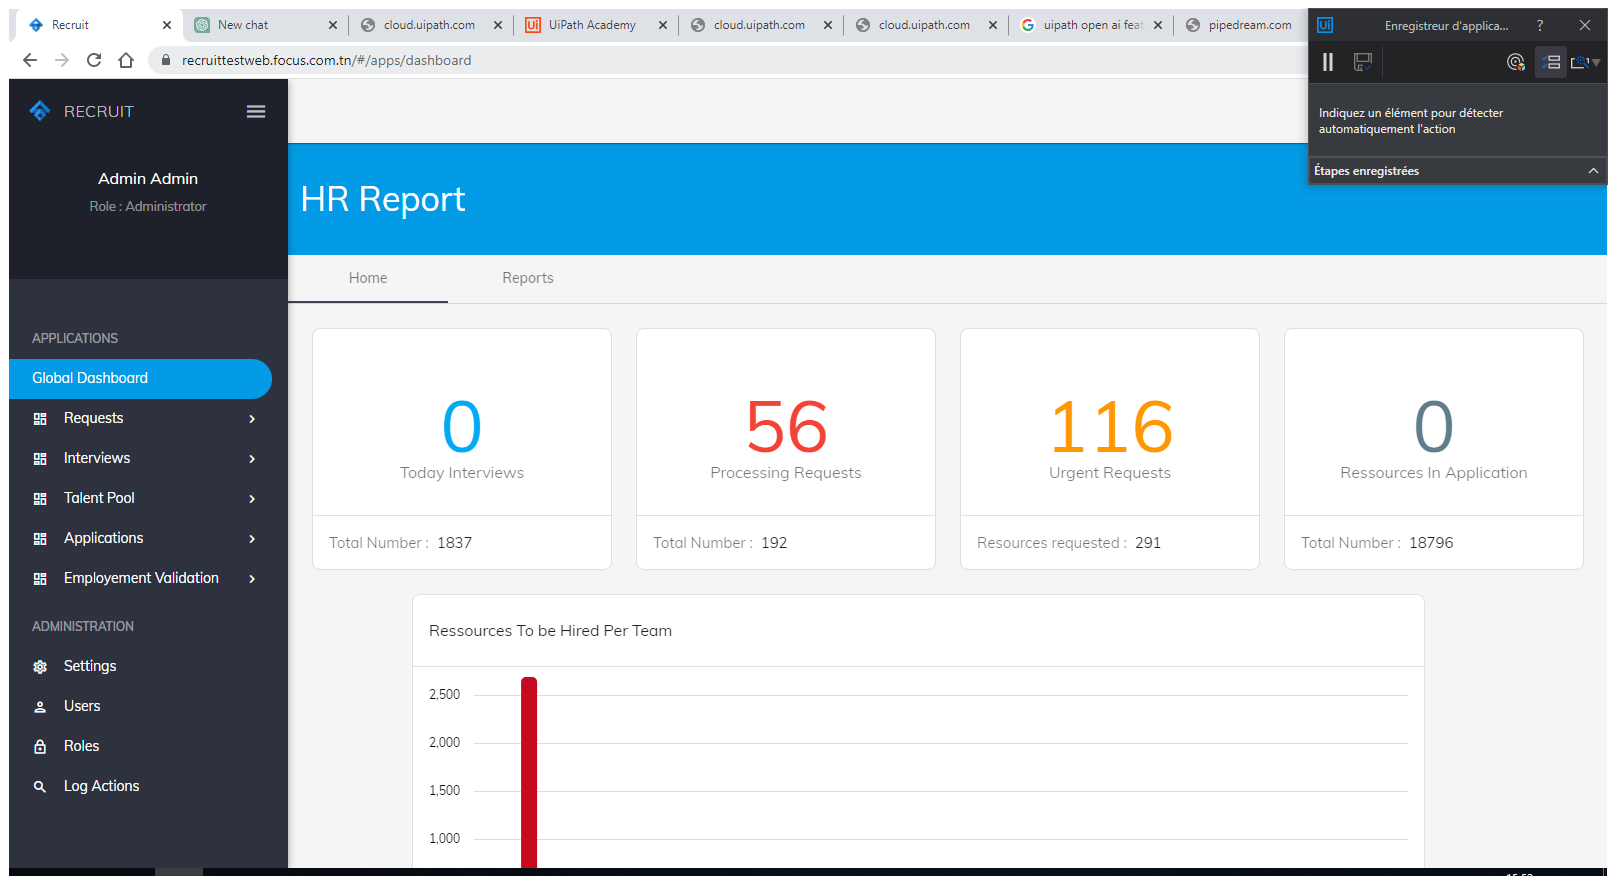 Recruit
New chat
cloud.uipath.com
UiPath Academy
cloud.uipath.com
cloud.uipath.com
uipath open ai feat
pipedream.com
Ui
Enregistreur d'applica...
?
recruittestweb.focus.com.tn/#/apps/dashboard
Indiquez un élément pour détecter
automatiquement l'action
Étapes enregistrées
RECRUIT
Admin Admin
Role : Administrator
HR Report
Home
Reports
APPLICATIONS
Global Dashboard
Requests
Interviews
Talent Pool
Applications
Employement Validation
ADMINISTRATION
Settings
Users
Roles
Log Actions
0
Today Interviews
Total Number : 1837
56
Processing Requests
Total Number : 192
116
Urgent Requests
Resources requested : 291
0
Ressources In Application
Total Number : 18796
Ressources To be Hired Per Team
2,500
2,000
1,500
1,000